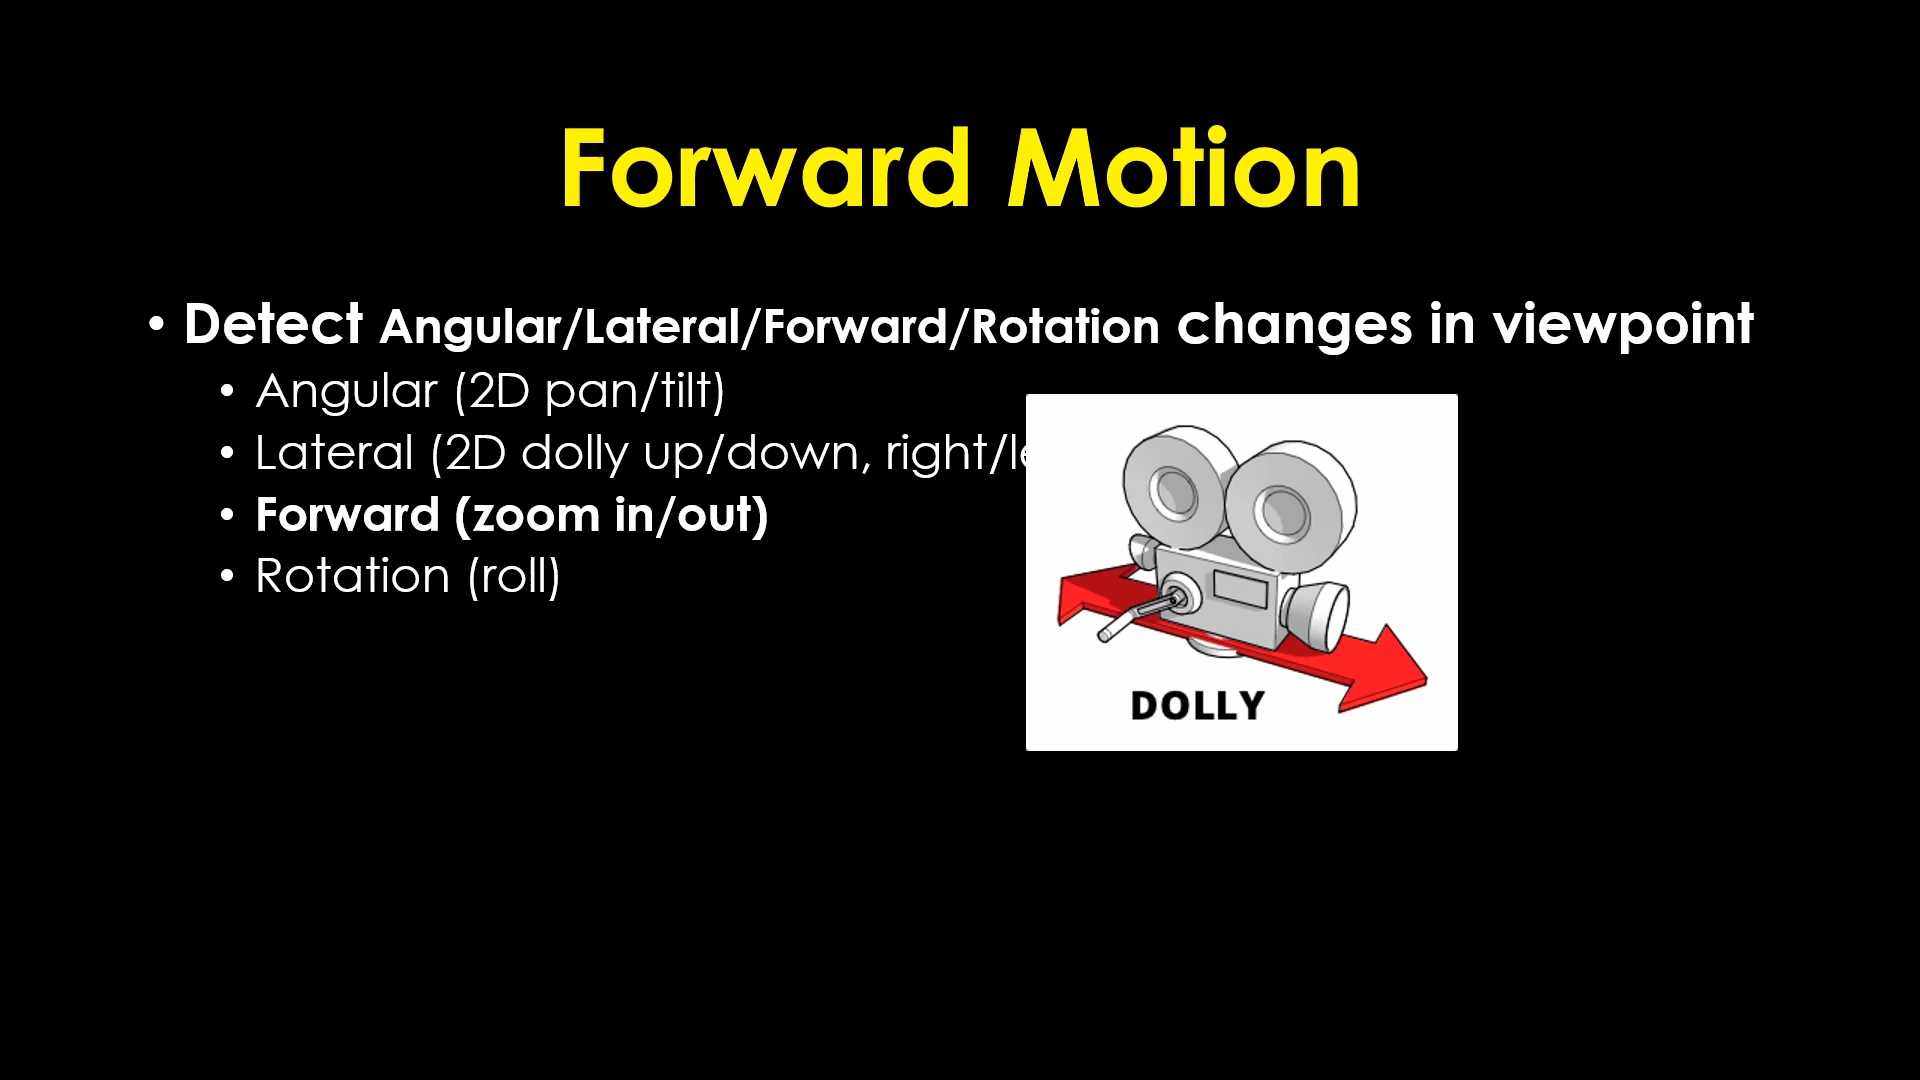 Forward Motion
• Detect Angular/Lateral/Forward/Rotation changes in viewpoint
• Angular (2D pan/tilt)
• Lateral (2D dolly up/down, right/le
• Forward (zoom in/out)
• Rotation (roll)
DOLLY